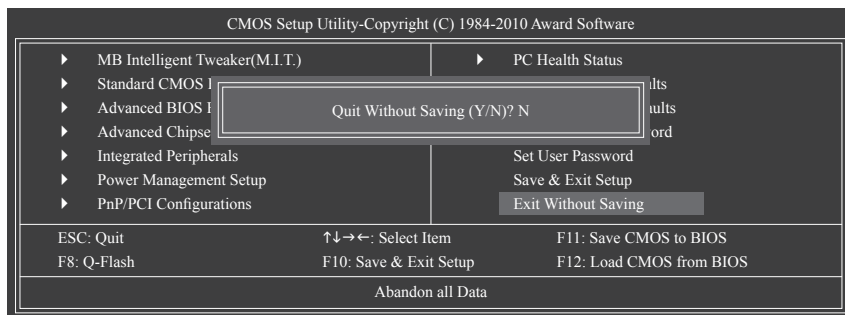 CMOS Setup Utility-Copyright (C) 1984-2010 Award Software
MB Intelligent Tweaker(M.I.T.)
Standard CMOS
Advanced BIOS
Advanced
Integrated Peripherals
Power Management Setup
PnP/PCI Configurations
PC Health Status
Set User Password
Save & Exit Setup
Exit Without Saving
Quit Without Saving (Y/N)? N
ESC: Quit
↑↓→←: Select Item
F11: Save CMOS to BIOS
F8: Q-Flash
F10: Save & Exit Setup
F12: Load CMOS from BIOS
Abandon all Data